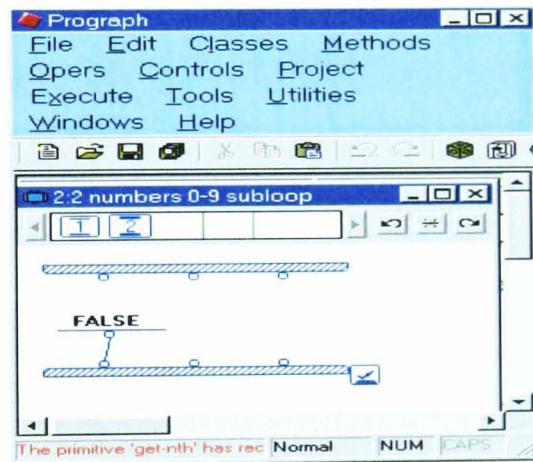 Prograph
File Edit Classes Methods
Opers Controls Project
Execute Tools Utilities
Windows Help
2:2 numbers 0-9 subloop
1 2
FALSE
The primitive 'get-nth' has rec Normal NUM CAPS